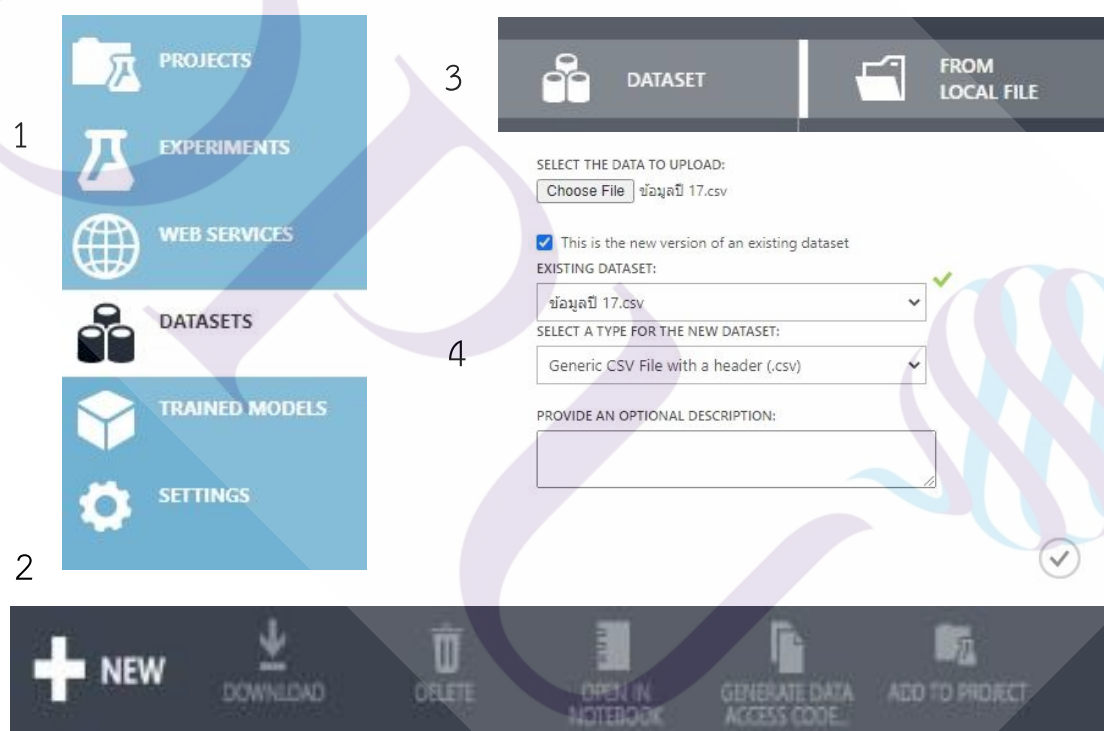 1
PROJECTS
EXPERIMENTS
WEB SERVICES
DATASETS
TRAINED MODELS
SETTINGS
2
NEW
DOWNLOAD
DELETE
OPEN IN
NOTEBOOK
GENERATE DATA
ACCESS CODE...
ADD TO PROJECT
3
DATASET
FROM
LOCAL FILE
4
SELECT THE DATA TO UPLOAD:
Choose File ข้อมูลปี 17.csv
This is the new version of an existing dataset
EXISTING DATASET:
ข้อมูลปี 17.csv
SELECT A TYPE FOR THE NEW DATASET:
Generic CSV File with a header (.csv)
PROVIDE AN OPTIONAL DESCRIPTION: